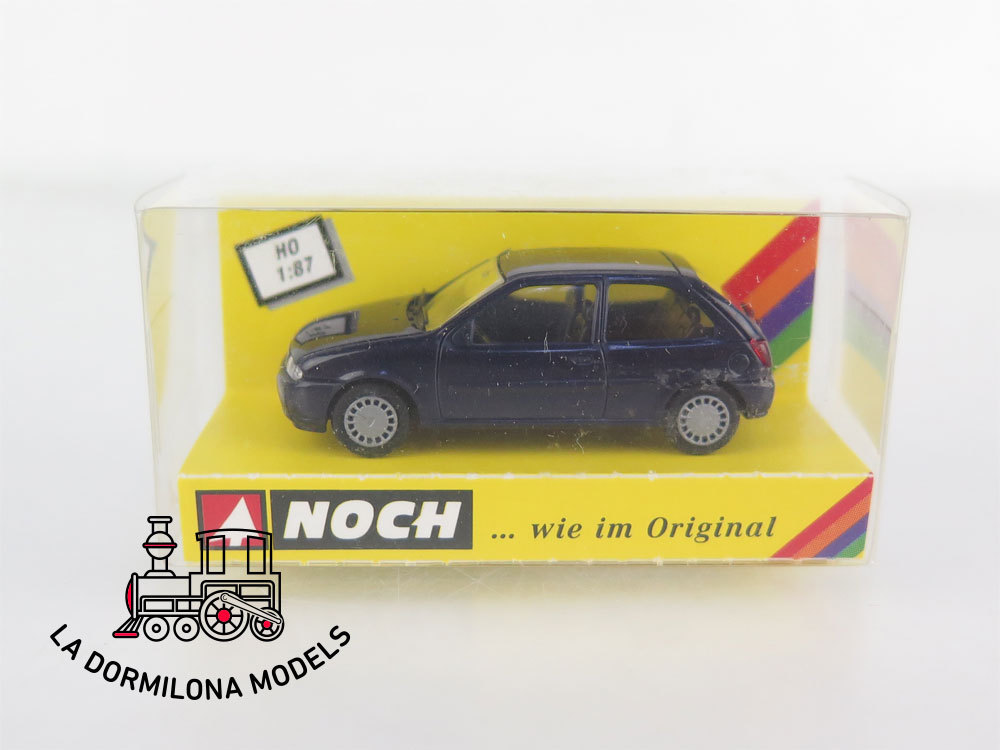 HO
1:87
NOCH
... wie im Original
LA DORMILONA MODELS